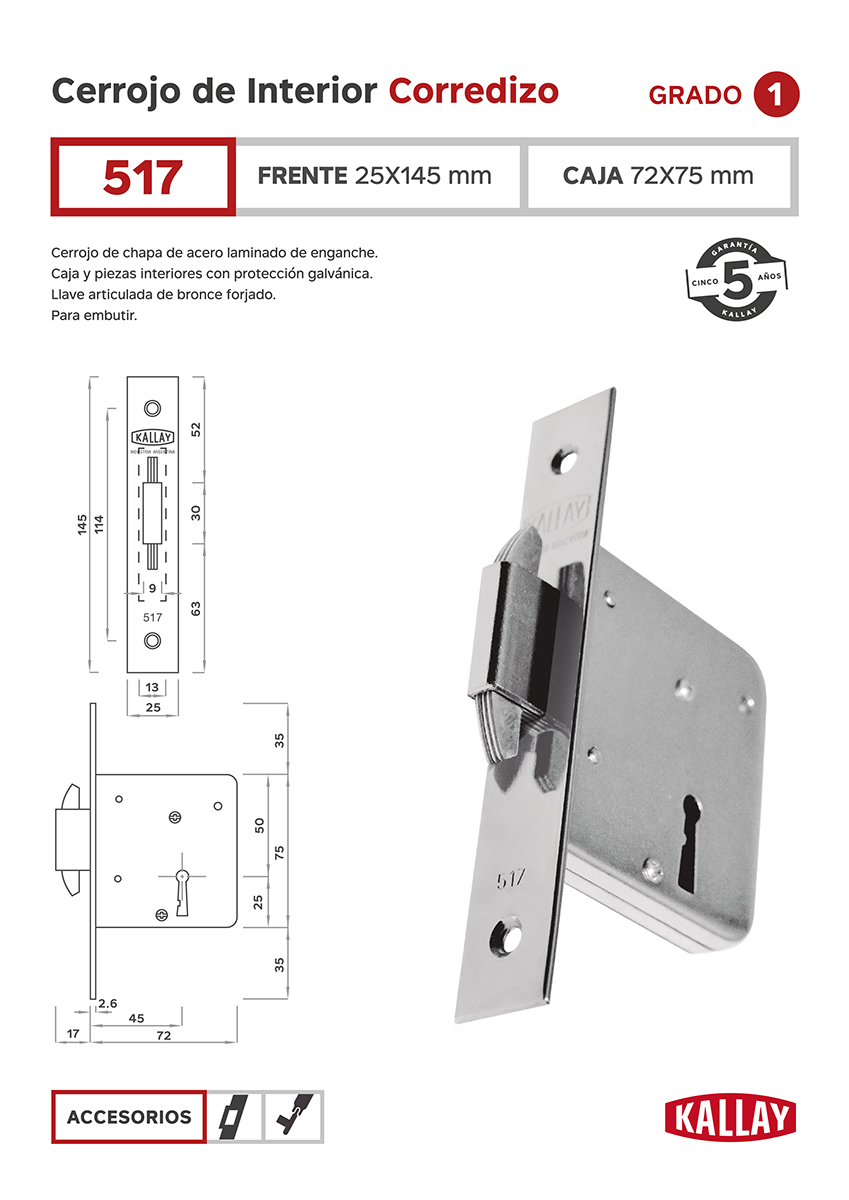 Cerrojo de Interior Corredizo
GRADO 1
517
FRENTE 25X145 mm
CAJA 72X75 mm
Cerrojo de chapa de acero laminado de enganche.
Caja y piezas interiores con protección galvánica.
Llave articulada de bronce forjado.
Para embutir.
GARANTÍA
CINCO 5 AÑOS
KALLAY
KALLAY
INDUSTRIA ARGENTINA
52
145
114
30
9
63
517
13
25
35
50
75
25
35
2.6
45
17
72
KALLAY
517
ACCESORIOS
KALLAY